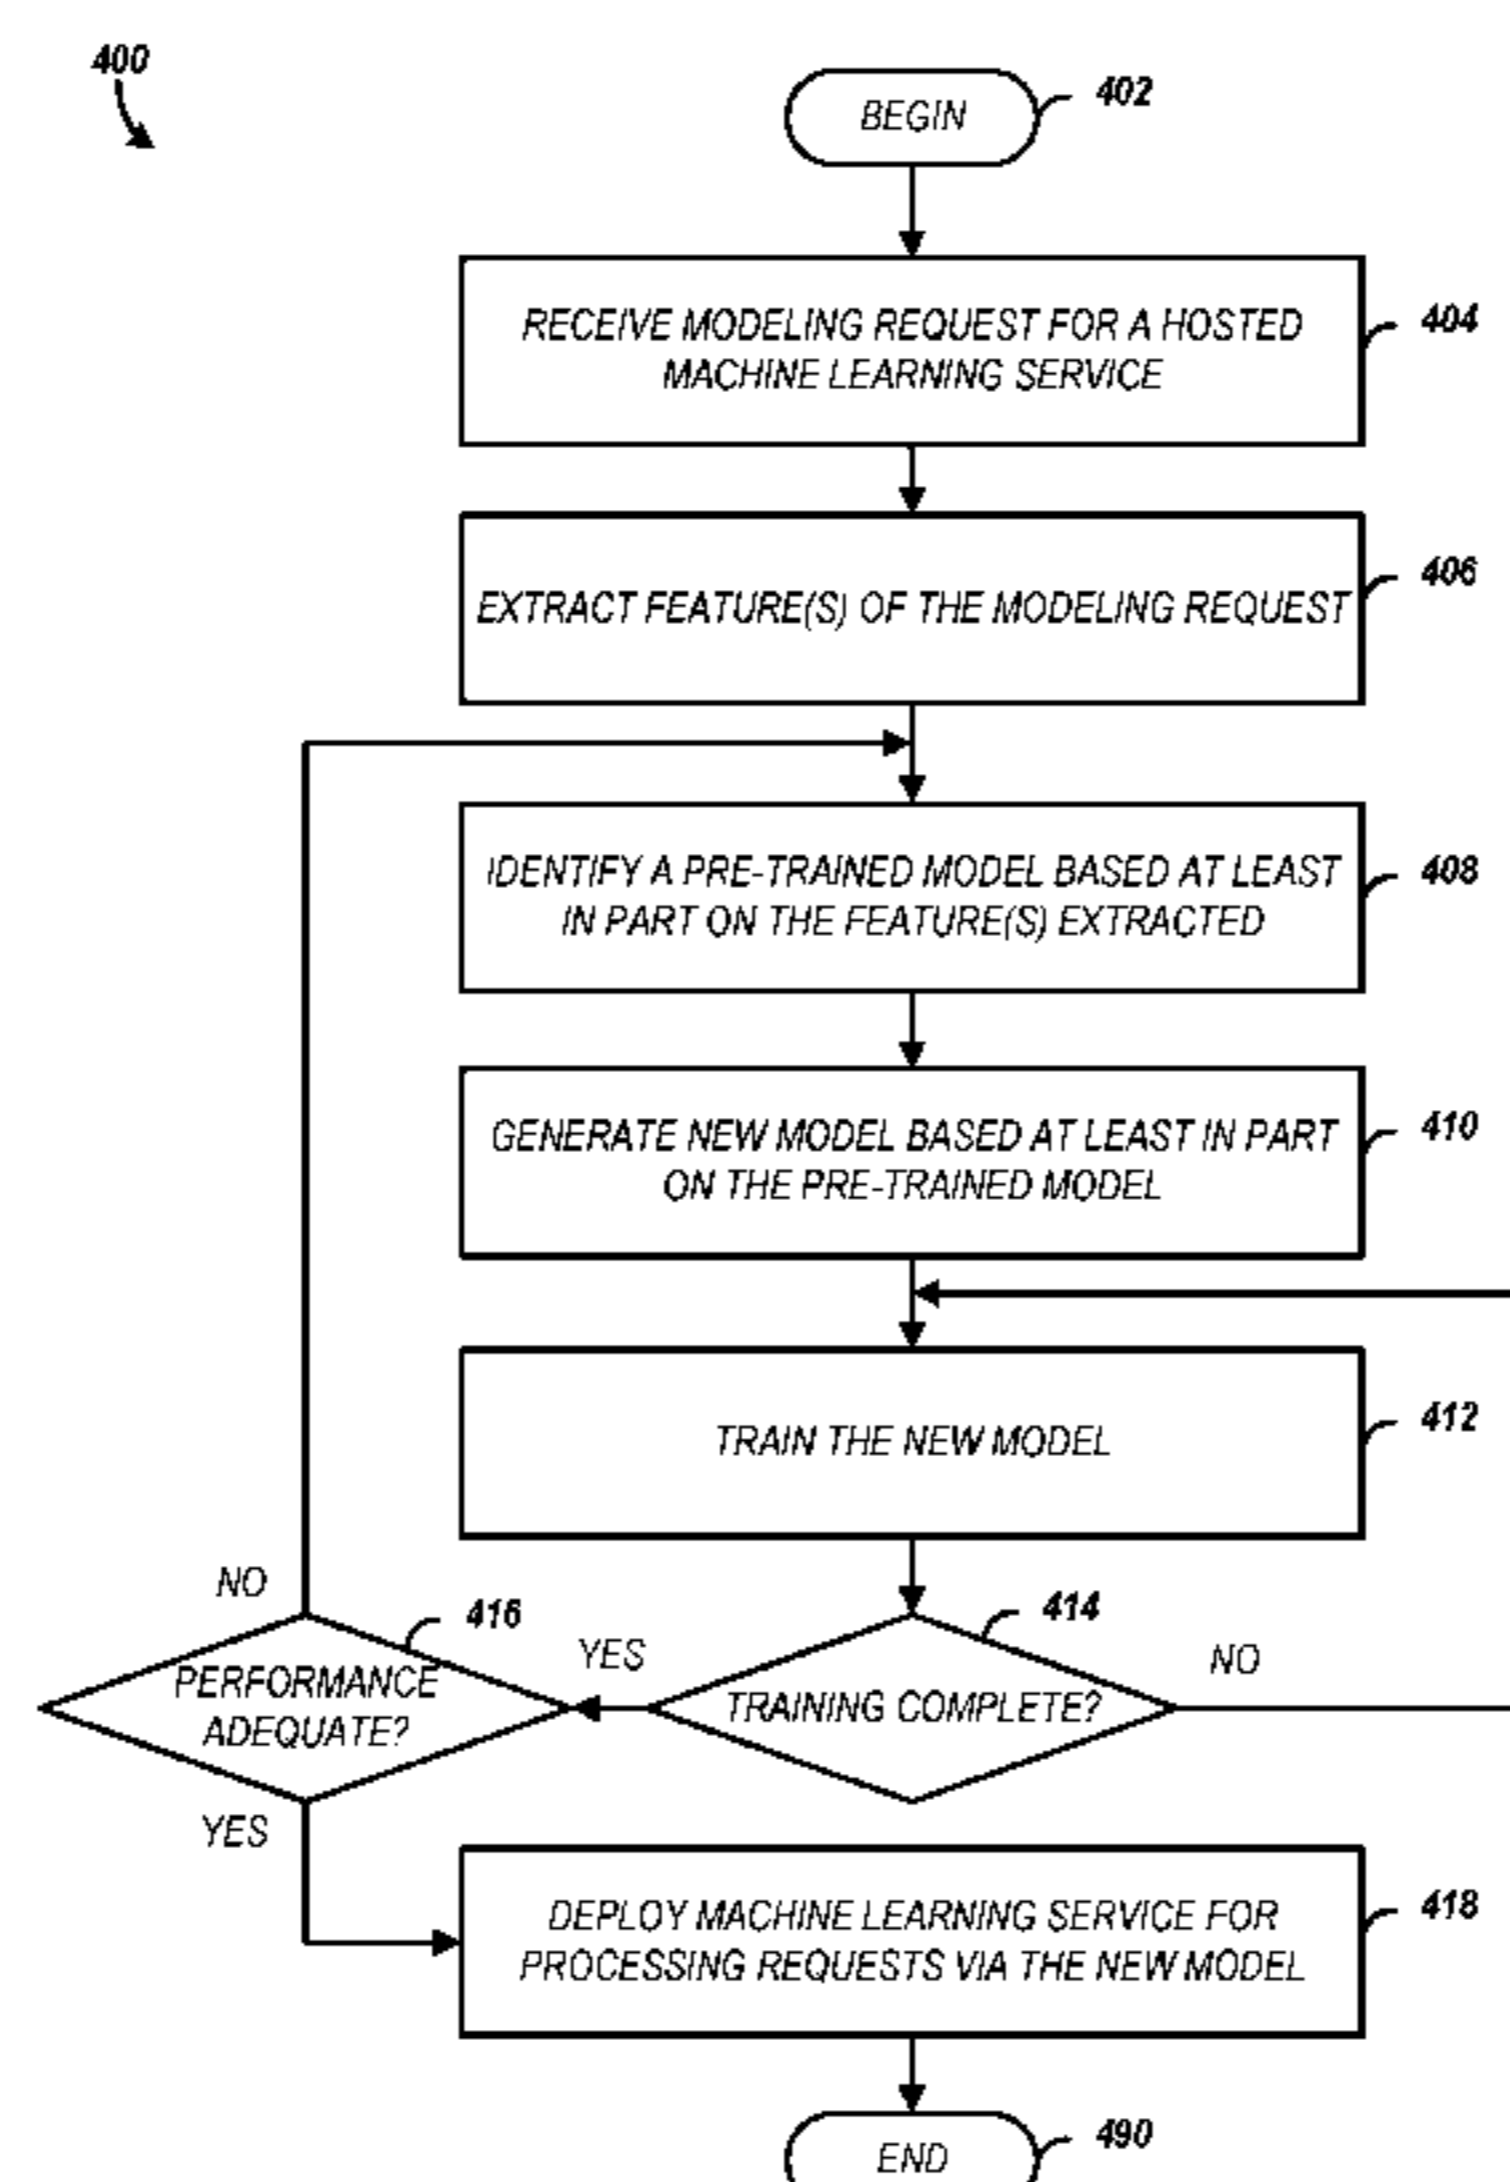 400
BEGIN
402
RECEIVE MODELING REQUEST FOR A HOSTED
MACHINE LEARNING SERVICE
404
EXTRACT FEATURE(S) OF THE MODELING REQUEST
406
IDENTIFY A PRE-TRAINED MODEL BASED AT LEAST
IN PART ON THE FEATURE(S) EXTRACTED
408
GENERATE NEW MODEL BASED AT LEAST IN PART
ON THE PRE-TRAINED MODEL
410
TRAIN THE NEW MODEL
412
NO
416
PERFORMANCE
ADEQUATE?
YES
414
TRAINING COMPLETE?
NO
YES
DEPLOY MACHINE LEARNING SERVICE FOR
PROCESSING REQUESTS VIA THE NEW MODEL
418
END
490